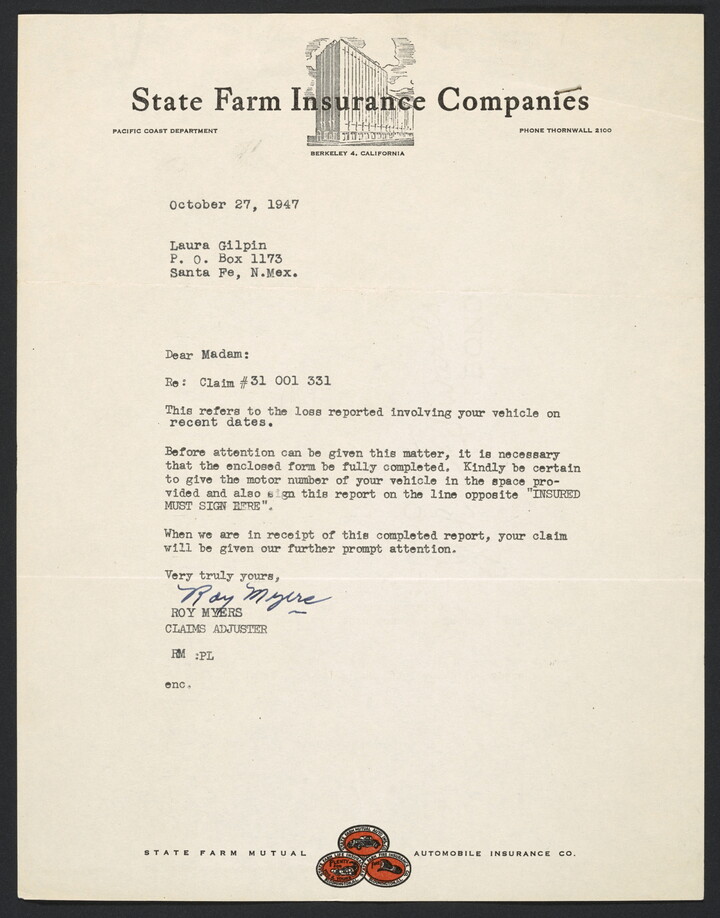 State Farm Insurance Companies
PACIFIC COAST DEPARTMENT
PHONE THORNWALL 2100
BERKELEY 4, CALIFORNIA
October 27, 1947
Laura Gilpin
P. O. Box 1173
Santa Fe, N.Mex.
Dear Madam:
Re: Claim #31 001 331
This refers to the loss reported involving your vehicle on
recent dates.
Before attention can be given this matter, it is necessary
that the enclosed form be fully completed. Kindly be certain
to give the motor number of your vehicle in the space pro-
vided and also sign this report on the line opposite "INSURED
MUST SIGN HERE".
When we are in receipt of this completed report, your claim
will be given our further prompt attention.
Very truly yours,
Roy Myers
ROY MYERS
CLAIMS ADJUSTER
RM :PL
enc.
STATE FARM MUTUAL
AUTOMOBILE INSURANCE CO.